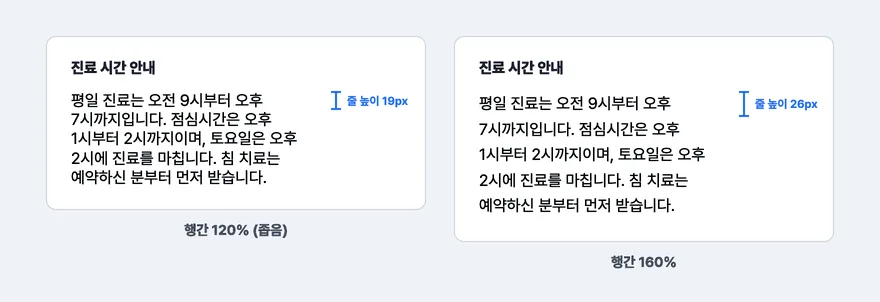 진료 시간 안내
평일 진료는 오전 9시부터 오후
7시까지입니다. 점심시간은 오후
1시부터 2시까지이며, 토요일은 오후
2시에 진료를 마칩니다. 침 치료는
예약하신 분부터 먼저 받습니다.
줄 높이 19px
행간 120% (좁음)
진료 시간 안내
평일 진료는 오전 9시부터 오후
7시까지입니다. 점심시간은 오후
1시부터 2시까지이며, 토요일은 오후
2시에 진료를 마칩니다. 침 치료는
예약하신 분부터 먼저 받습니다.
줄 높이 26px
행간 160%